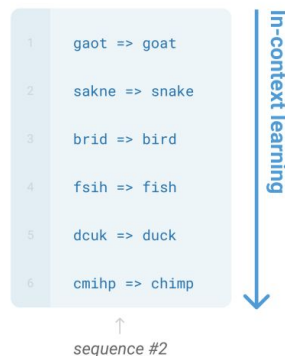 1 gaot => goat
2 sakne => snake
3 brid => bird
4 fsih => fish
5 dcuk => duck
6 cmihp => chimp
↑
sequence #2
In-context learning